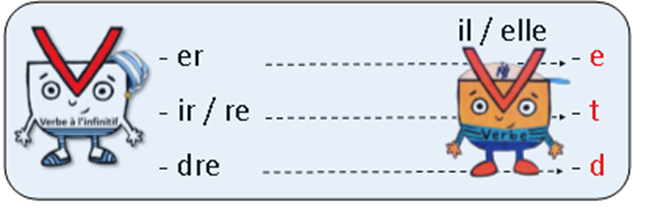 il / elle
- er - e
Verbe à l'infinitif
- ir / re - t
Verbe
- dre - d